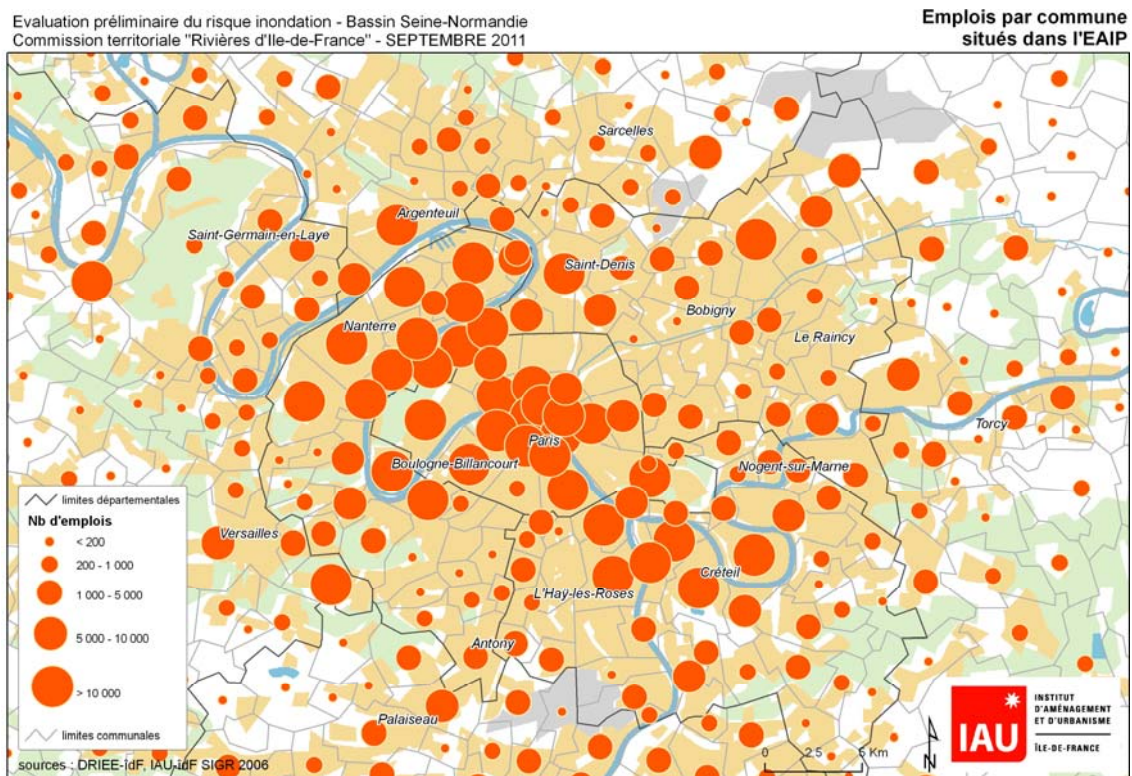 Evaluation préliminaire du risque inondation - Bassin Seine-Normandie
Commission territoriale "Rivières d'Ile-de-France" - SEPTEMBRE 2011
Emplois par commune
situés dans l'EAIP
Sarcelles
Argenteuil
Saint-Germain-en-Laye
Saint-Denis
Bobigny
Nanterre
Le Raincy
Torcy
Paris
Boulogne-Billancourt
Nogent-sur-Marne
Versailles
Créteil
L'Haÿ-les-Roses
Antony
Palaiseau
limites départementales
Nb d'emplois
< 200
200 - 1 000
1 000 - 5 000
5 000 - 10 000
> 10 000
limites communales
sources : DRIEE-îdF, IAU-îdF SIGR 2006
0 2.5 5 Km
N
IAU
INSTITUT
D'AMÉNAGEMENT
ET D'URBANISME
ÎLE-DE-FRANCE